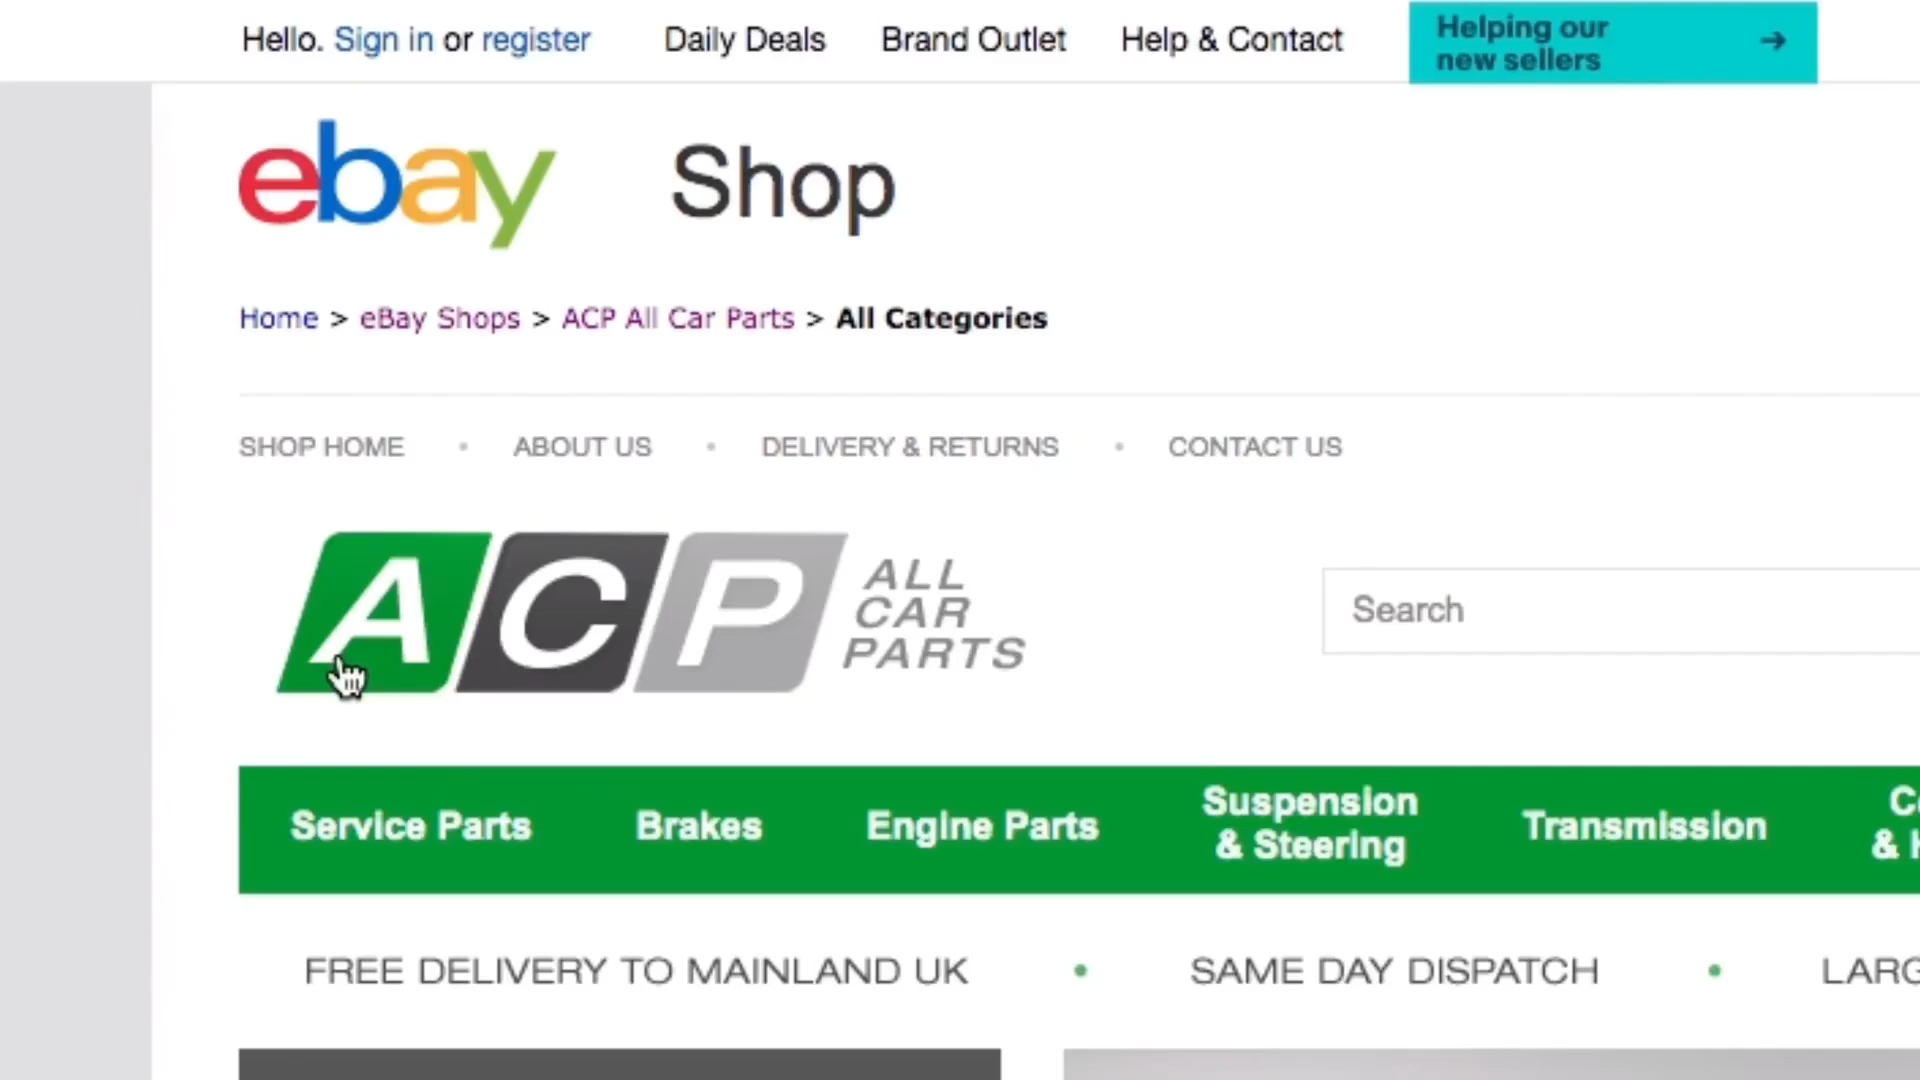 Hello. Sign in or register Daily Deals Brand Outlet Help & Contact
Helping our
new sellers
ebay Shop
Home > eBay Shops > ACP All Car Parts > All Categories
SHOP HOME • ABOUT US • DELIVERY & RETURNS • CONTACT US
ACP
ALL
CAR
PARTS
Search
Service Parts Brakes Engine Parts Suspension
& Steering Transmission
FREE DELIVERY TO MAINLAND UK • SAME DAY DISPATCH •